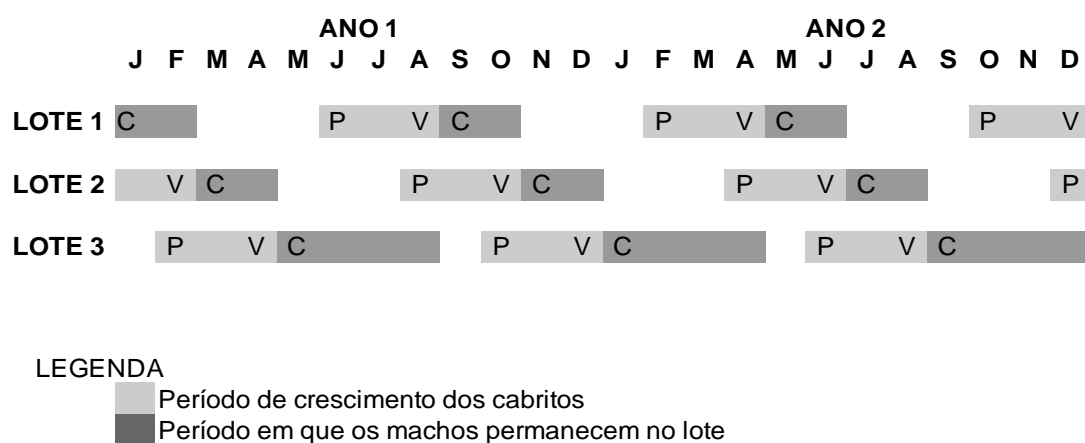 ANO 1 ANO 2
J F M A M J J A S O N D J F M A M J J A S O N D
LOTE 1 C P V C P V C P V
LOTE 2 V C P V C P V C P
LOTE 3 P V C P V C P V C
LEGENDA
Período de crescimento dos cabritos
Período em que os machos permanecem no lote